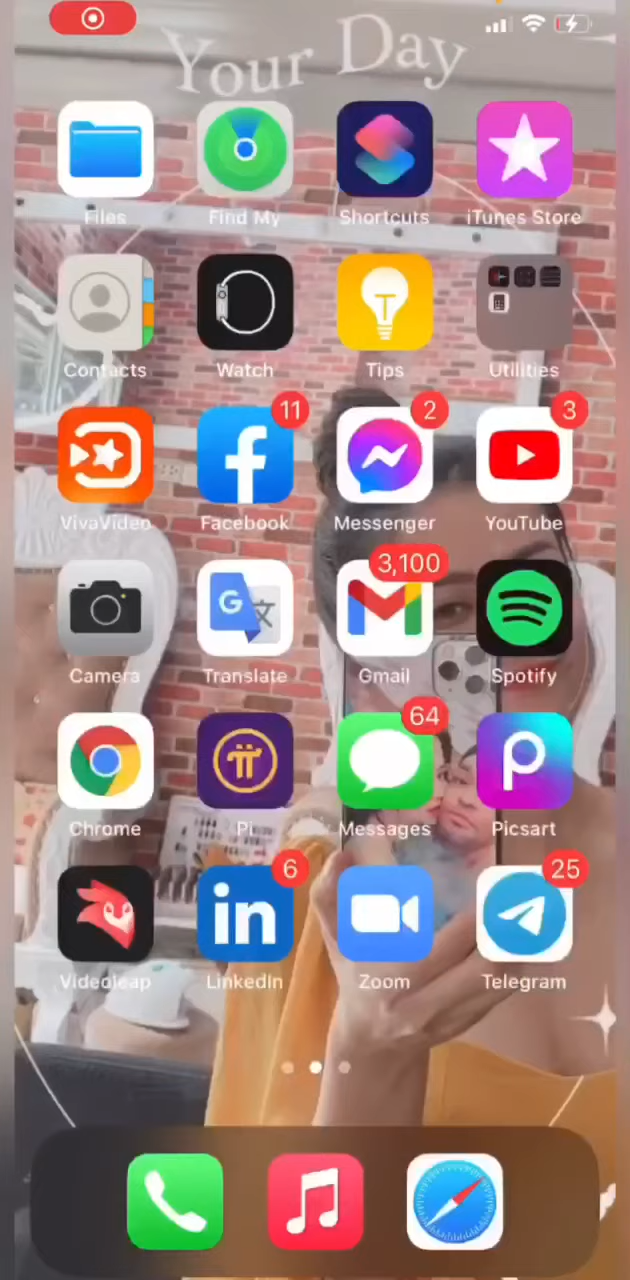 Your Day
Files Find My Shortcuts iTunes Store
Contacts Watch Tips Utilities
11 2 3
VivaVideo Facebook Messenger YouTube
3,100
Camera Translate Gmail Spotify
64
Chrome Pi Messages Picsart
6 25
Videoleap LinkedIn Zoom Telegram